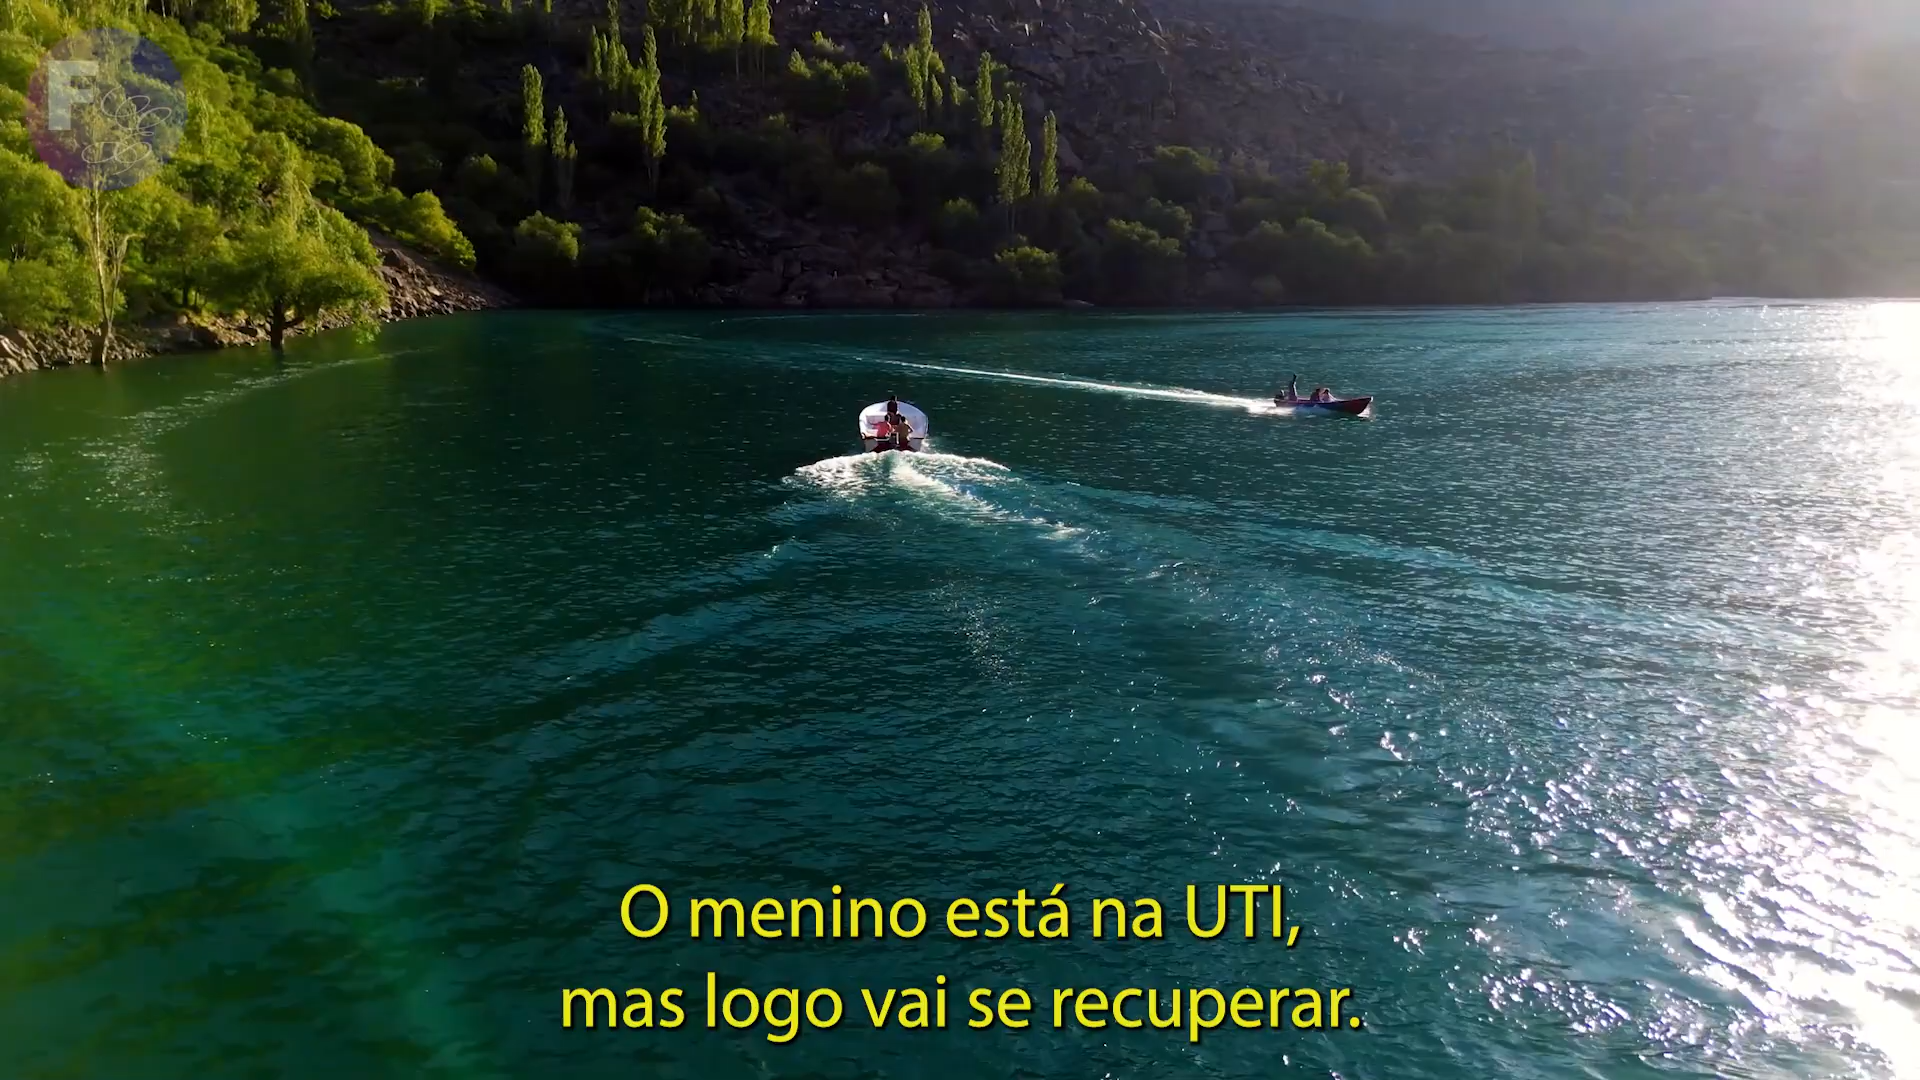 F
O menino está na UTI,
mas logo vai se recuperar.